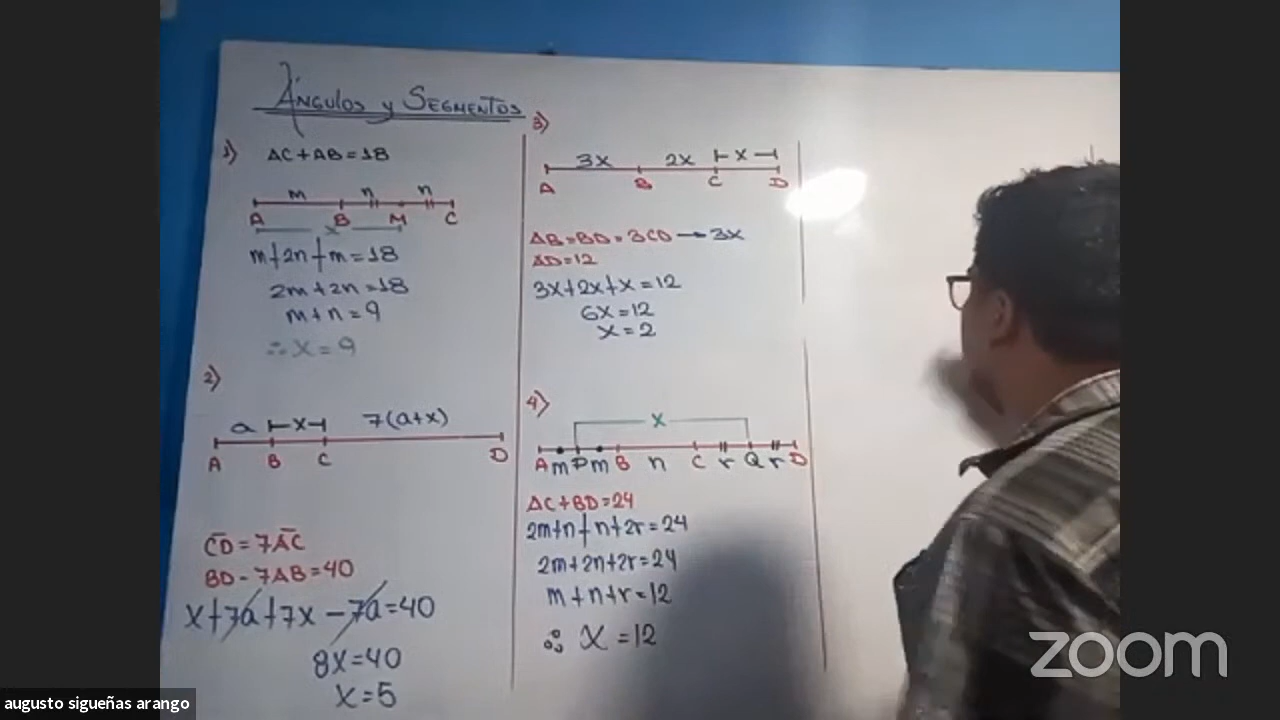 Ángulos y Segmentos
1) AC + AB = 18
m n n
A B M C
x
m + 2n + m = 18
2m + 2n = 18
m + n = 9
∴ x = 9
2)
a x 7(a+x)
A B C D
CD = 7AC
BD - 7AB = 40
x + 7a + 7x - 7a = 40
8x = 40
x = 5
3)
3x 2x x
A B C D
AB = BD = 3CD → 3x
AD = 12
3x + 2x + x = 12
6x = 12
x = 2
4)
x
A m P m B n C r Q r D
AC + BD = 24
2m + n + n + 2r = 24
2m + 2n + 2r = 24
m + n + r = 12
∴ x = 12
zoom
augusto sigueñas arango